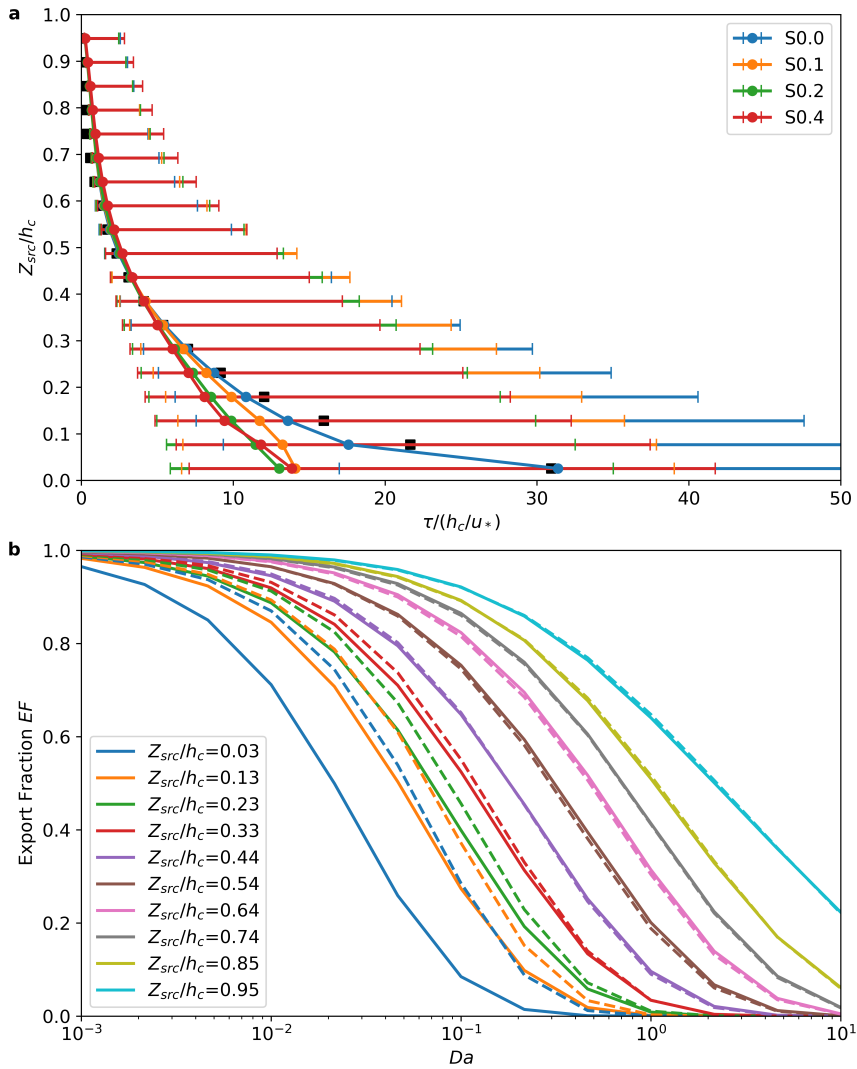 a
1.0
0.9
0.8
0.7
0.6
0.5
0.4
0.3
0.2
0.1
0.0
Z_src/h_c
S0.0
S0.1
S0.2
S0.4
0 10 20 30 40 50
τ/(h_c/u_*)
b
1.0
0.8
0.6
0.4
0.2
0.0
Export Fraction EF
Z_src/h_c=0.03
Z_src/h_c=0.13
Z_src/h_c=0.23
Z_src/h_c=0.33
Z_src/h_c=0.44
Z_src/h_c=0.54
Z_src/h_c=0.64
Z_src/h_c=0.74
Z_src/h_c=0.85
Z_src/h_c=0.95
10⁻³ 10⁻² 10⁻¹ 10⁰ 10¹
Da